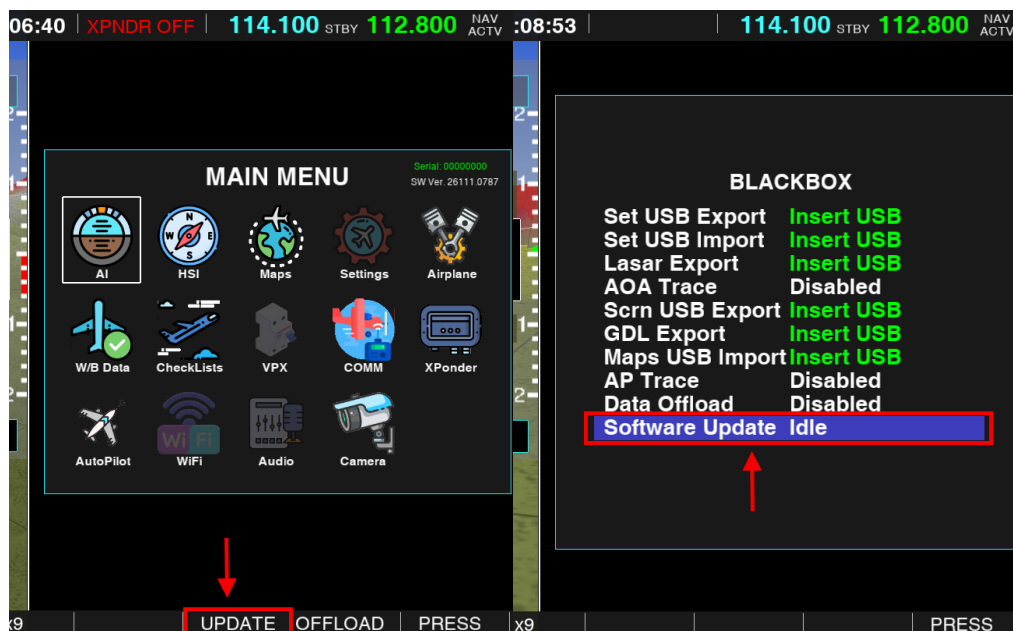 06:40 XPNDR OFF 114.100 STBY 112.800 NAV ACTV
MAIN MENU
Serial: 00000000
SW Ver. 26111.0787
AI HSI Maps Settings Airplane
W/B Data CheckLists VPX COMM XPonder
Wi Fi
AutoPilot WiFi Audio Camera
x9 UPDATE OFFLOAD PRESS
:08:53 114.100 STBY 112.800 NAV ACTV
BLACKBOX
Set USB Export Insert USB
Set USB Import Insert USB
Lasar Export Insert USB
AOA Trace Disabled
Scrn USB Export Insert USB
GDL Export Insert USB
Maps USB Import Insert USB
AP Trace Disabled
Data Offload Disabled
Software Update Idle
x9 PRESS